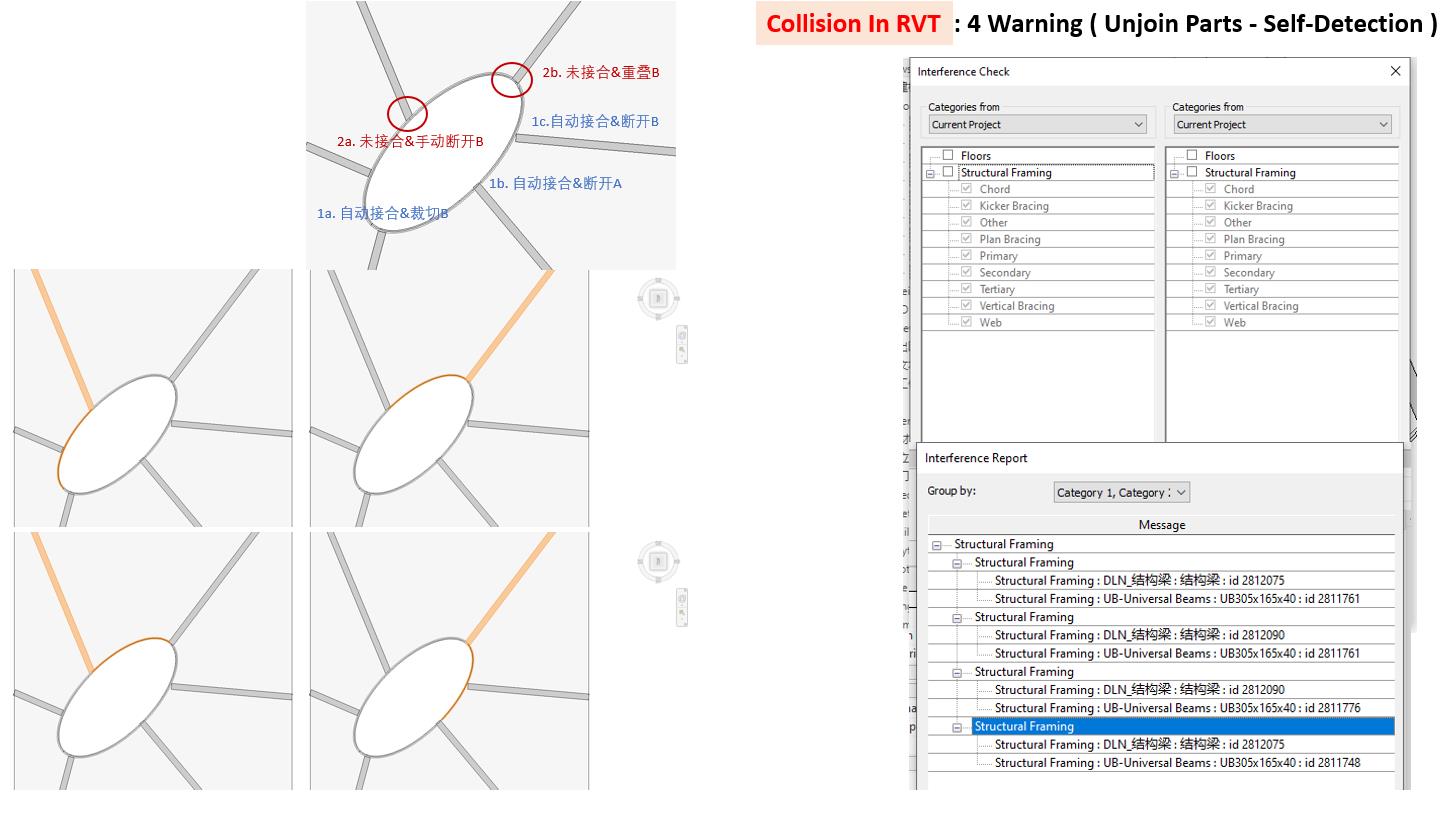 Collision In RVT : 4 Warning ( Unjoin Parts - Self-Detection )
2b. 未接合&重叠B
1c.自动接合&断开B
2a. 未接合&手动断开B
1b. 自动接合&断开A
1a. 自动接合&裁切B
Interference Check
Categories from
Current Project
Floors
Structural Framing
Chord
Kicker Bracing
Other
Plan Bracing
Primary
Secondary
Tertiary
Vertical Bracing
Web
Categories from
Current Project
Floors
Structural Framing
Chord
Kicker Bracing
Other
Plan Bracing
Primary
Secondary
Tertiary
Vertical Bracing
Web
Interference Report
Group by:
Category 1, Category
Message
Structural Framing
Structural Framing
Structural Framing : DLN_结构梁 : 结构梁 : id 2812075
Structural Framing : UB-Universal Beams : UB305x165x40 : id 2811761
Structural Framing
Structural Framing : DLN_结构梁 : 结构梁 : id 2812090
Structural Framing : UB-Universal Beams : UB305x165x40 : id 2811761
Structural Framing
Structural Framing : DLN_结构梁 : 结构梁 : id 2812090
Structural Framing : UB-Universal Beams : UB305x165x40 : id 2811776
Structural Framing
Structural Framing : DLN_结构梁 : 结构梁 : id 2812075
Structural Framing : UB-Universal Beams : UB305x165x40 : id 2811748